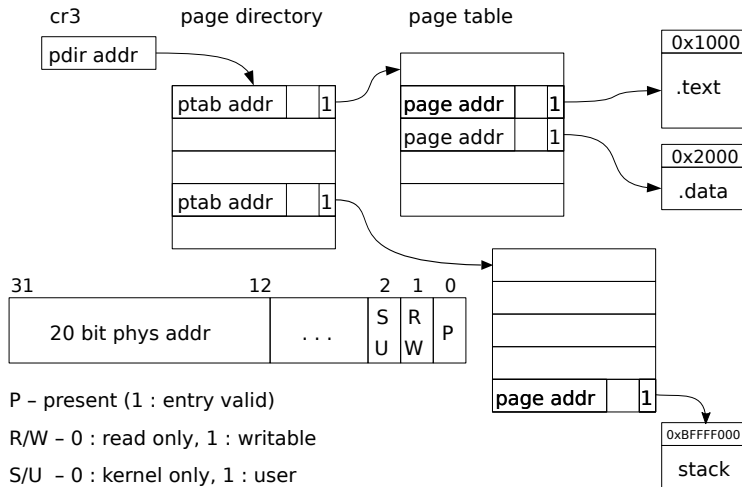 cr3 page directory page table
pdir addr
0x1000
.text
ptab addr 1
page addr 1
page addr 1
0x2000
.data
ptab addr 1
31 12 2 1 0
20 bit phys addr . . . S U R W P
page addr 1
P – present (1 : entry valid)
R/W – 0 : read only, 1 : writable
S/U – 0 : kernel only, 1 : user
0xBFFFF000
stack